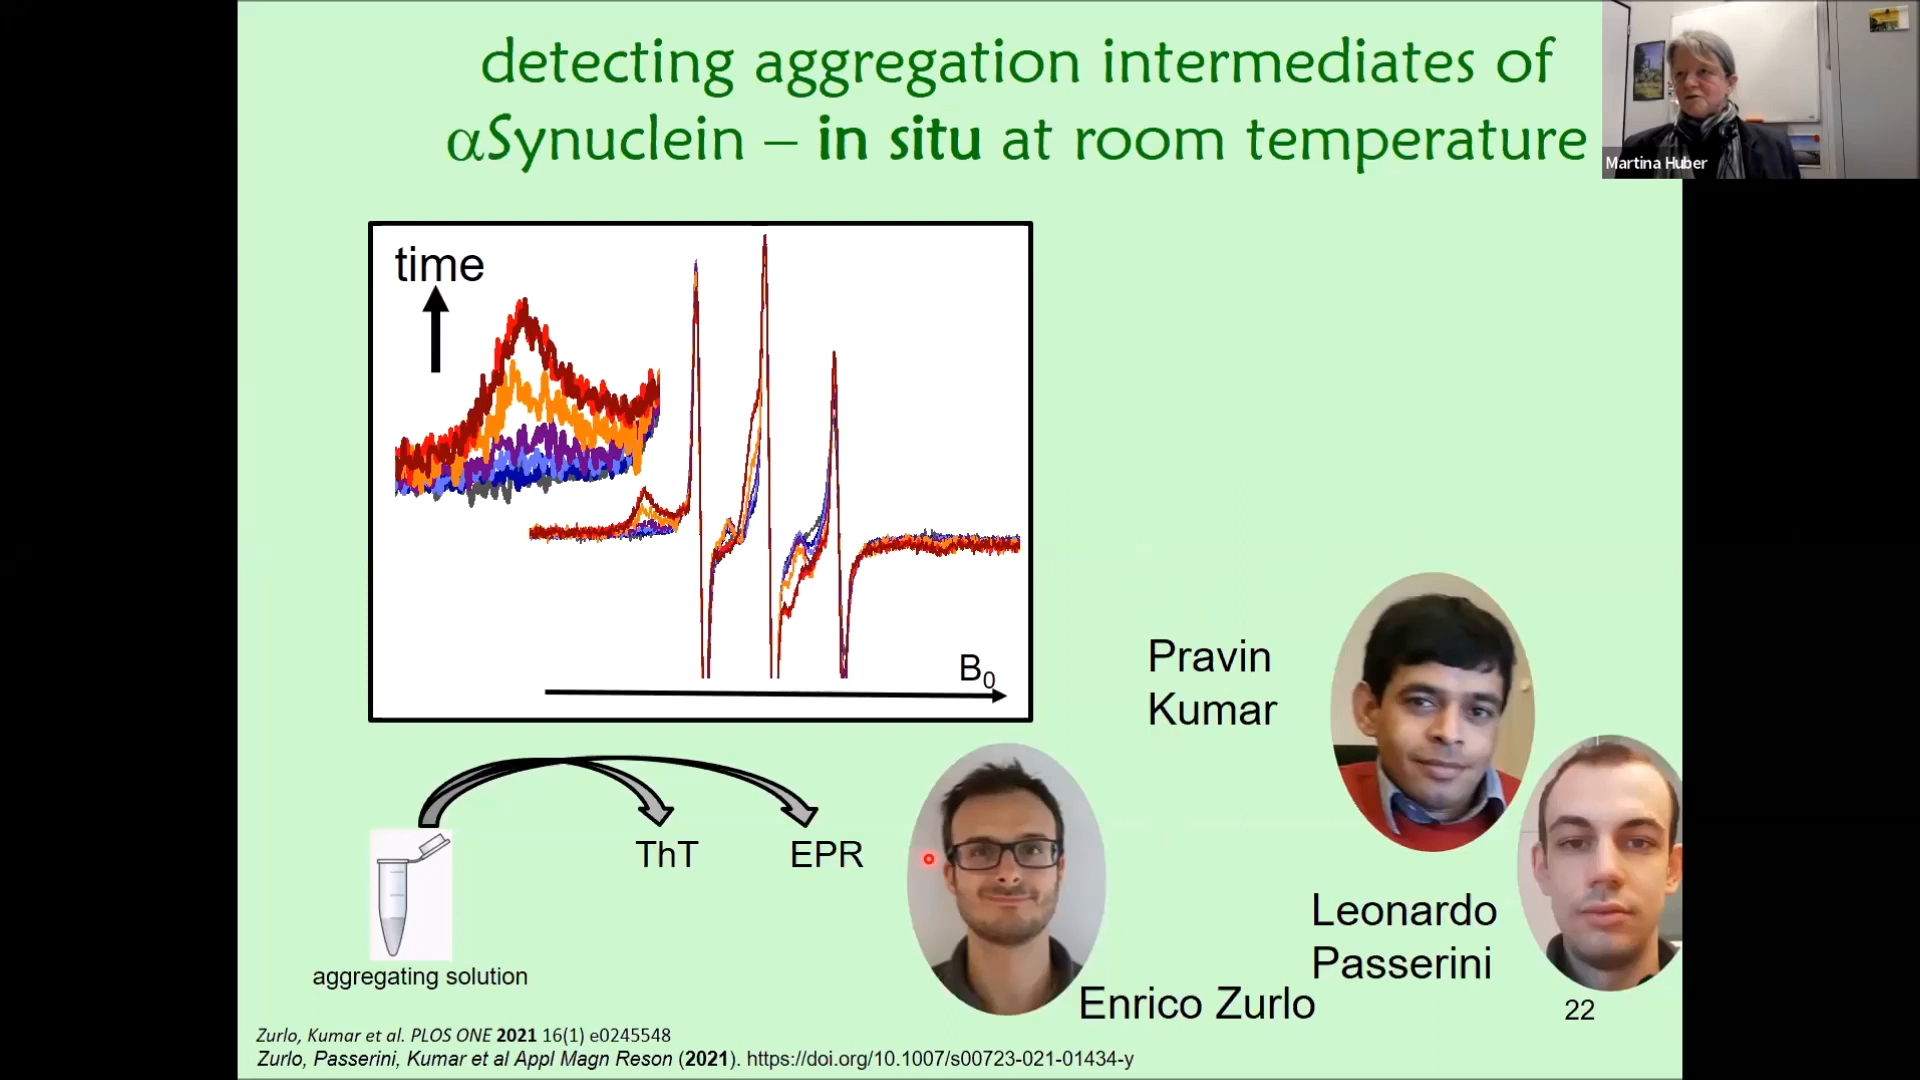 detecting aggregation intermediates of
αSynuclein – in situ at room temperature
Martina Huber
time
B0
Pravin
Kumar
ThT
EPR
Leonardo
Passerini
aggregating solution
Enrico Zurlo
22
Zurlo, Kumar et al. PLOS ONE 2021 16(1) e0245548
Zurlo, Passerini, Kumar et al Appl Magn Reson (2021). https://doi.org/10.1007/s00723-021-01434-y